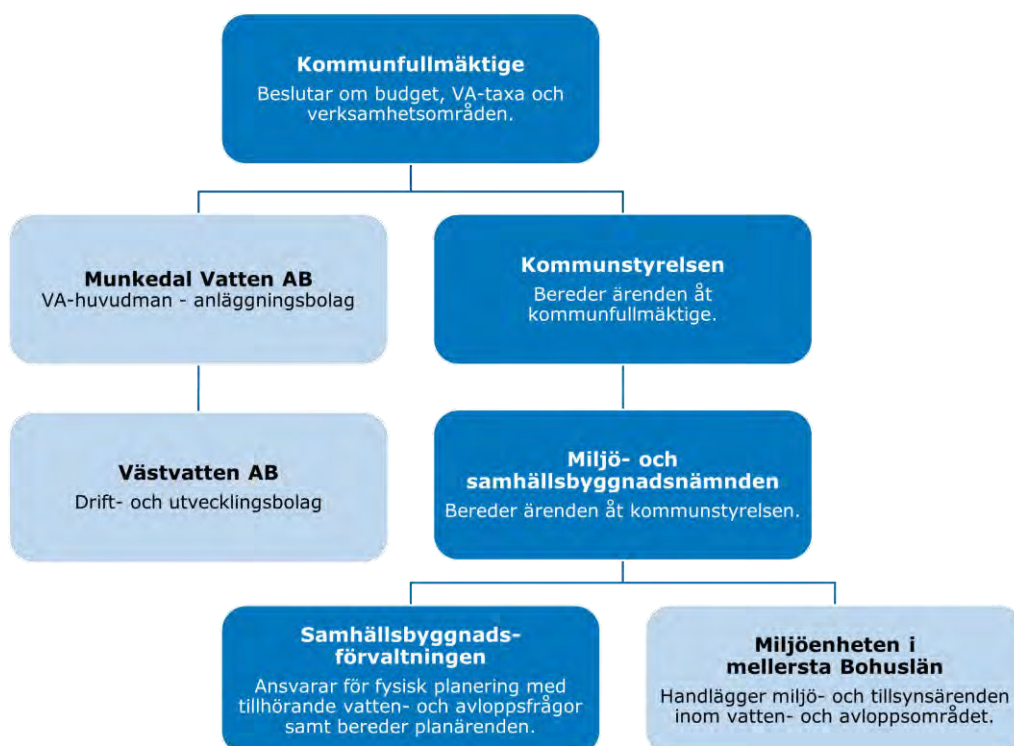 Kommunfullmäktige
Beslutar om budget, VA-taxa och
verksamhetsområden.
Munkedal Vatten AB
VA-huvudman - anläggningsbolag
Kommunstyrelsen
Bereder ärenden åt
kommunfullmäktige.
Västvatten AB
Drift- och utvecklingsbolag
Miljö- och
samhällsbyggnadsnämnden
Bereder ärenden åt kommunstyrelsen.
Samhällsbyggnads-
förvaltningen
Ansvarar för fysisk planering med
tillhörande vatten- och avloppsfrågor
samt bereder planärenden.
Miljöenheten i
mellersta Bohuslän
Handlägger miljö- och tillsynsärenden
inom vatten- och avloppsområdet.